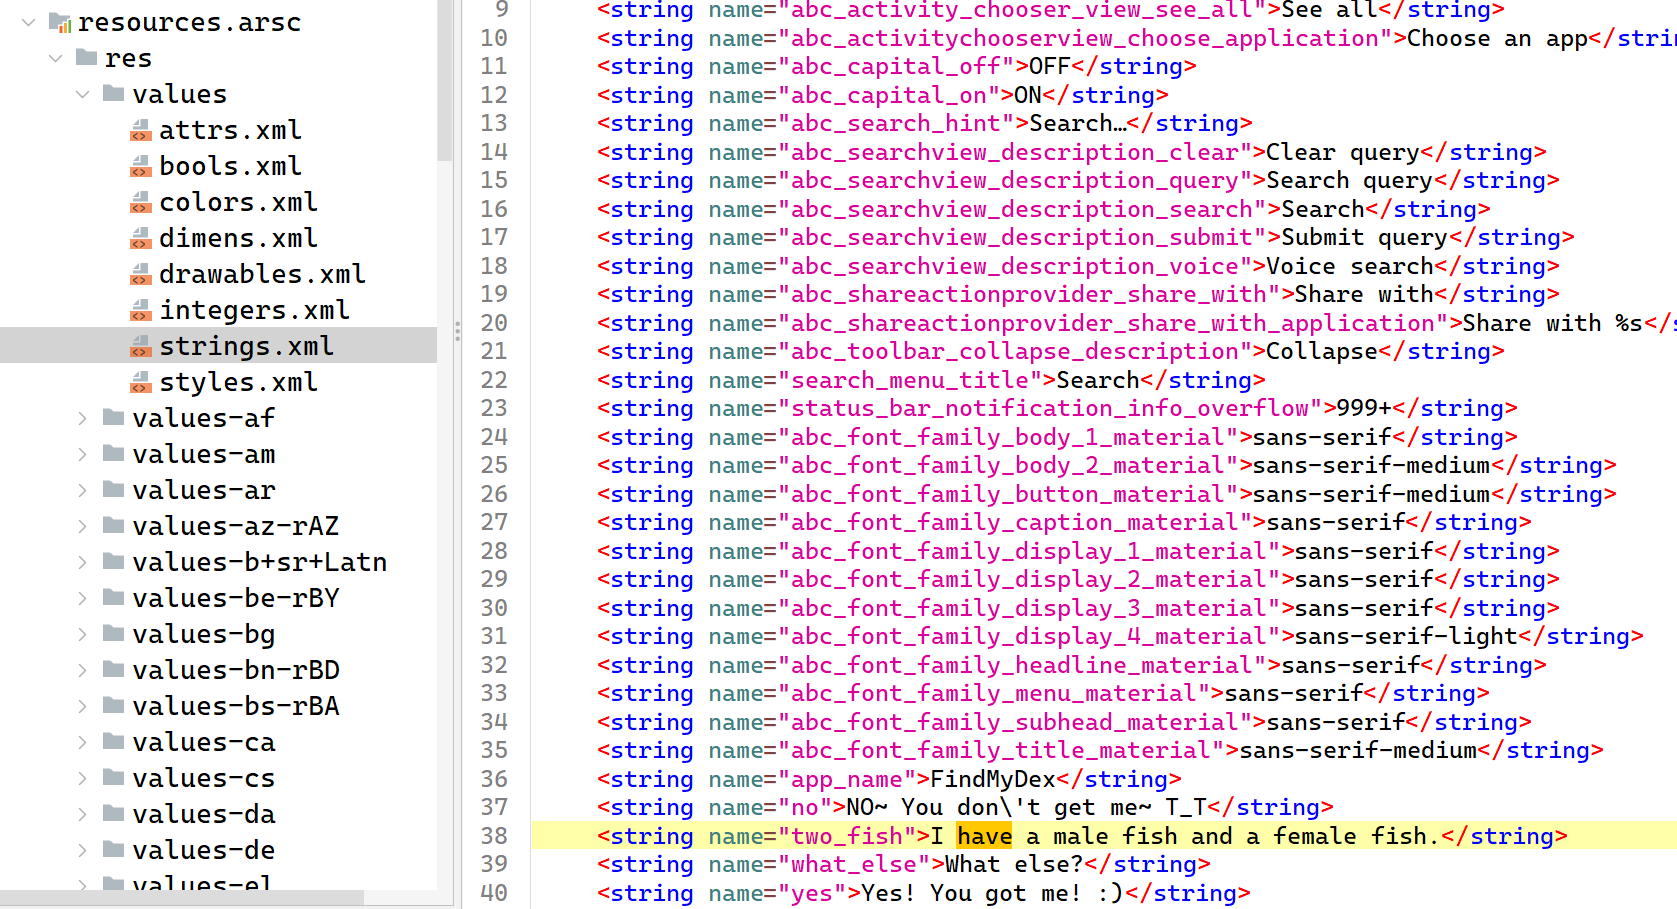 resources.arsc
res
values
attrs.xml
bools.xml
colors.xml
dimens.xml
drawables.xml
integers.xml
strings.xml
styles.xml
values-af
values-am
values-ar
values-az-rAZ
values-b+sr+Latn
values-be-rBY
values-bg
values-bn-rBD
values-bs-rBA
values-ca
values-cs
values-da
values-de
values-el
9 <string name="abc_activity_chooser_view_see_all">See all</string>
10 <string name="abc_activitychooserview_choose_application">Choose an app</strin
11 <string name="abc_capital_off">OFF</string>
12 <string name="abc_capital_on">ON</string>
13 <string name="abc_search_hint">Search…</string>
14 <string name="abc_searchview_description_clear">Clear query</string>
15 <string name="abc_searchview_description_query">Search query</string>
16 <string name="abc_searchview_description_search">Search</string>
17 <string name="abc_searchview_description_submit">Submit query</string>
18 <string name="abc_searchview_description_voice">Voice search</string>
19 <string name="abc_shareactionprovider_share_with">Share with</string>
20 <string name="abc_shareactionprovider_share_with_application">Share with %s</s
21 <string name="abc_toolbar_collapse_description">Collapse</string>
22 <string name="search_menu_title">Search</string>
23 <string name="status_bar_notification_info_overflow">999+</string>
24 <string name="abc_font_family_body_1_material">sans-serif</string>
25 <string name="abc_font_family_body_2_material">sans-serif-medium</string>
26 <string name="abc_font_family_button_material">sans-serif-medium</string>
27 <string name="abc_font_family_caption_material">sans-serif</string>
28 <string name="abc_font_family_display_1_material">sans-serif</string>
29 <string name="abc_font_family_display_2_material">sans-serif</string>
30 <string name="abc_font_family_display_3_material">sans-serif</string>
31 <string name="abc_font_family_display_4_material">sans-serif-light</string>
32 <string name="abc_font_family_headline_material">sans-serif</string>
33 <string name="abc_font_family_menu_material">sans-serif</string>
34 <string name="abc_font_family_subhead_material">sans-serif</string>
35 <string name="abc_font_family_title_material">sans-serif-medium</string>
36 <string name="app_name">FindMyDex</string>
37 <string name="no">NO~ You don\'t get me~ T_T</string>
38 <string name="two_fish">I have a male fish and a female fish.</string>
39 <string name="what_else">What else?</string>
40 <string name="yes">Yes! You got me! :)</string>